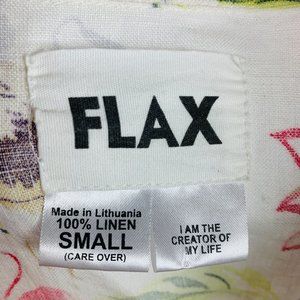 FLAX
Made in Lithuania
100% LINEN
SMALL
(CARE OVER)
I AM THE
CREATOR OF
MY LIFE